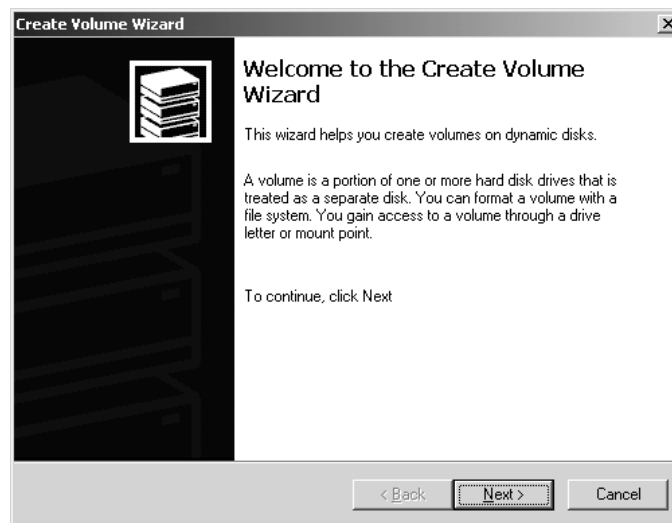 Create Volume Wizard
Welcome to the Create Volume
Wizard
This wizard helps you create volumes on dynamic disks.
A volume is a portion of one or more hard disk drives that is
treated as a separate disk. You can format a volume with a
file system. You gain access to a volume through a drive
letter or mount point.
To continue, click Next
< Back Next > Cancel